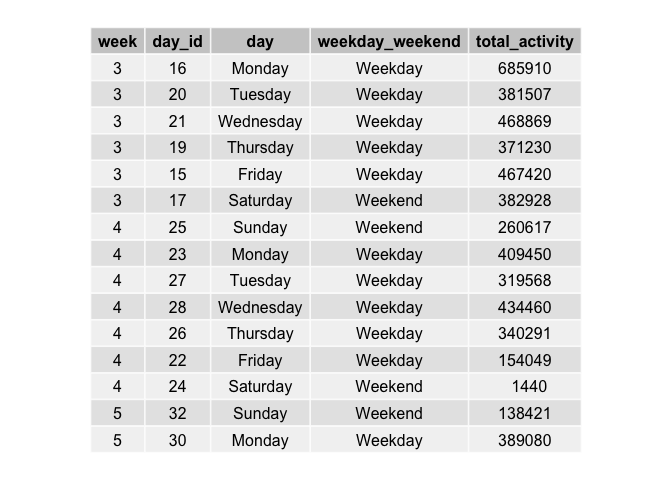 week day_id day weekday_weekend total_activity
3 16 Monday Weekday 685910
3 20 Tuesday Weekday 381507
3 21 Wednesday Weekday 468869
3 19 Thursday Weekday 371230
3 15 Friday Weekday 467420
3 17 Saturday Weekend 382928
4 25 Sunday Weekend 260617
4 23 Monday Weekday 409450
4 27 Tuesday Weekday 319568
4 28 Wednesday Weekday 434460
4 26 Thursday Weekday 340291
4 22 Friday Weekday 154049
4 24 Saturday Weekend 1440
5 32 Sunday Weekend 138421
5 30 Monday Weekday 389080